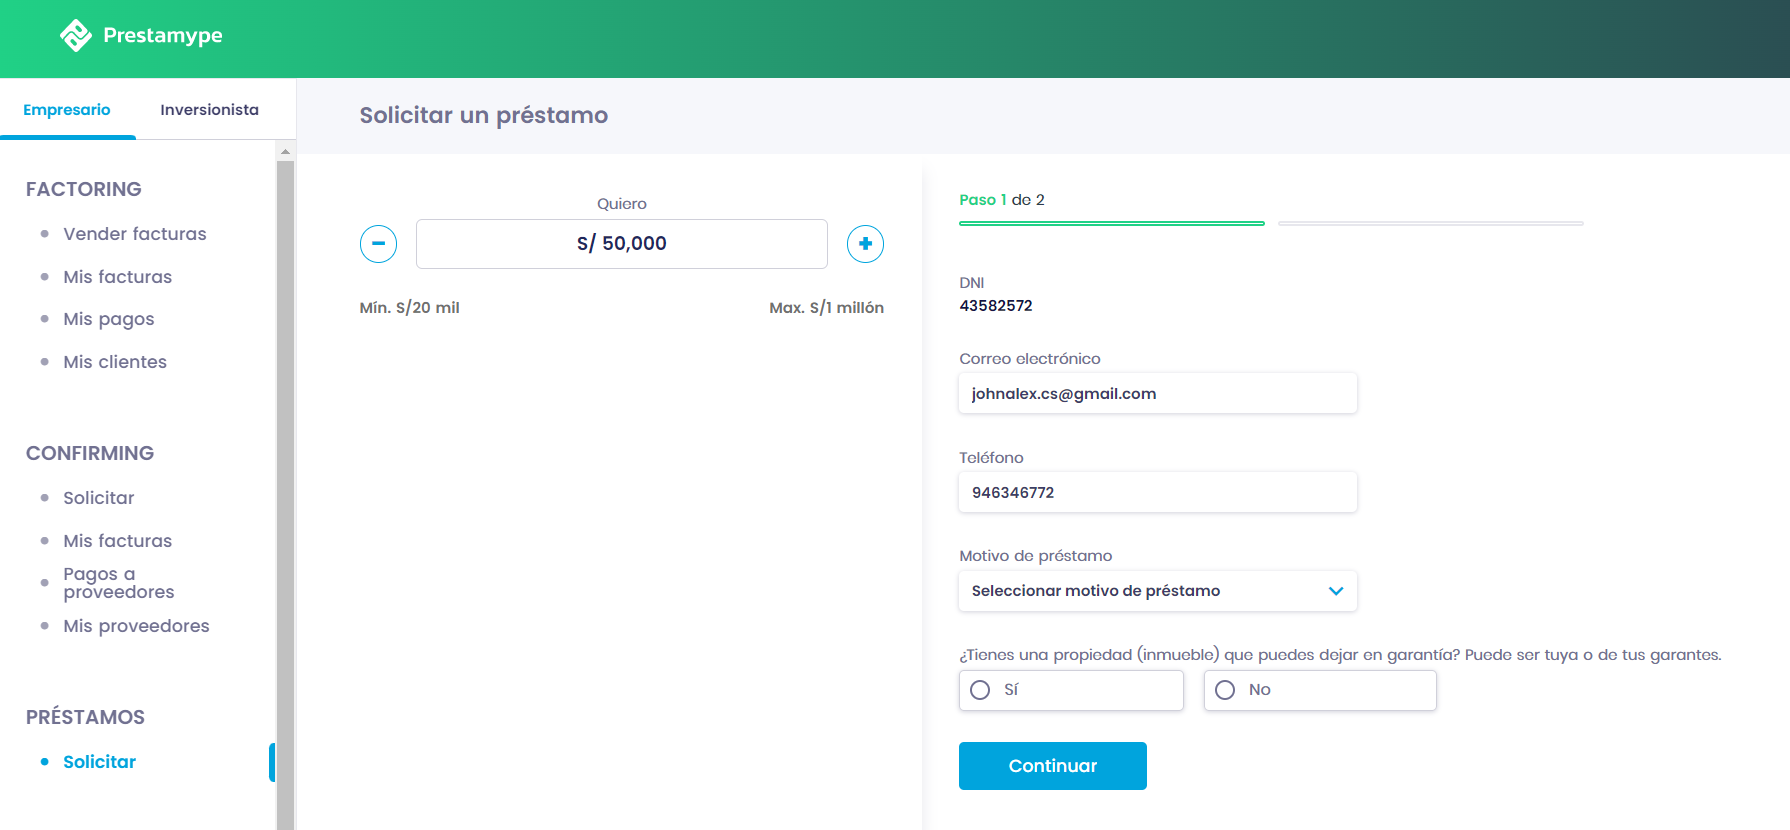 Prestamype
Empresario
Inversionista
FACTORING
Vender facturas
Mis facturas
Mis pagos
Mis clientes
CONFIRMING
Solicitar
Mis facturas
Pagos a
proveedores
Mis proveedores
PRÉSTAMOS
Solicitar
Solicitar un préstamo
Quiero
S/ 50,000
Mín. S/20 mil
Max. S/1 millón
Paso 1 de 2
DNI
43582572
Correo electrónico
johnalex.cs@gmail.com
Teléfono
946346772
Motivo de préstamo
Seleccionar motivo de préstamo
¿Tienes una propiedad (inmueble) que puedes dejar en garantía? Puede ser tuya o de tus garantes.
Sí
No
Continuar